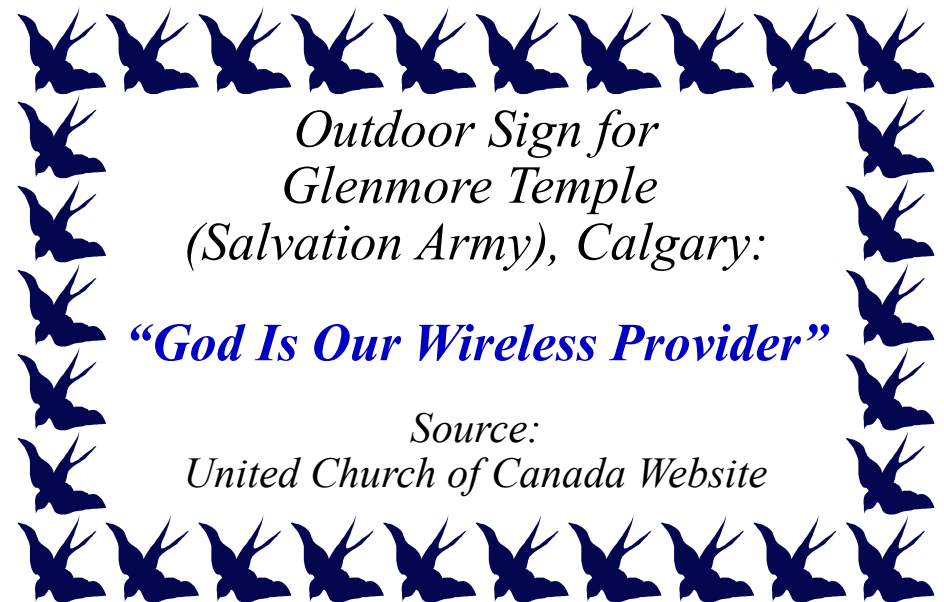 Outdoor Sign for
Glenmore Temple
(Salvation Army), Calgary:
“God Is Our Wireless Provider”
Source:
United Church of Canada Website